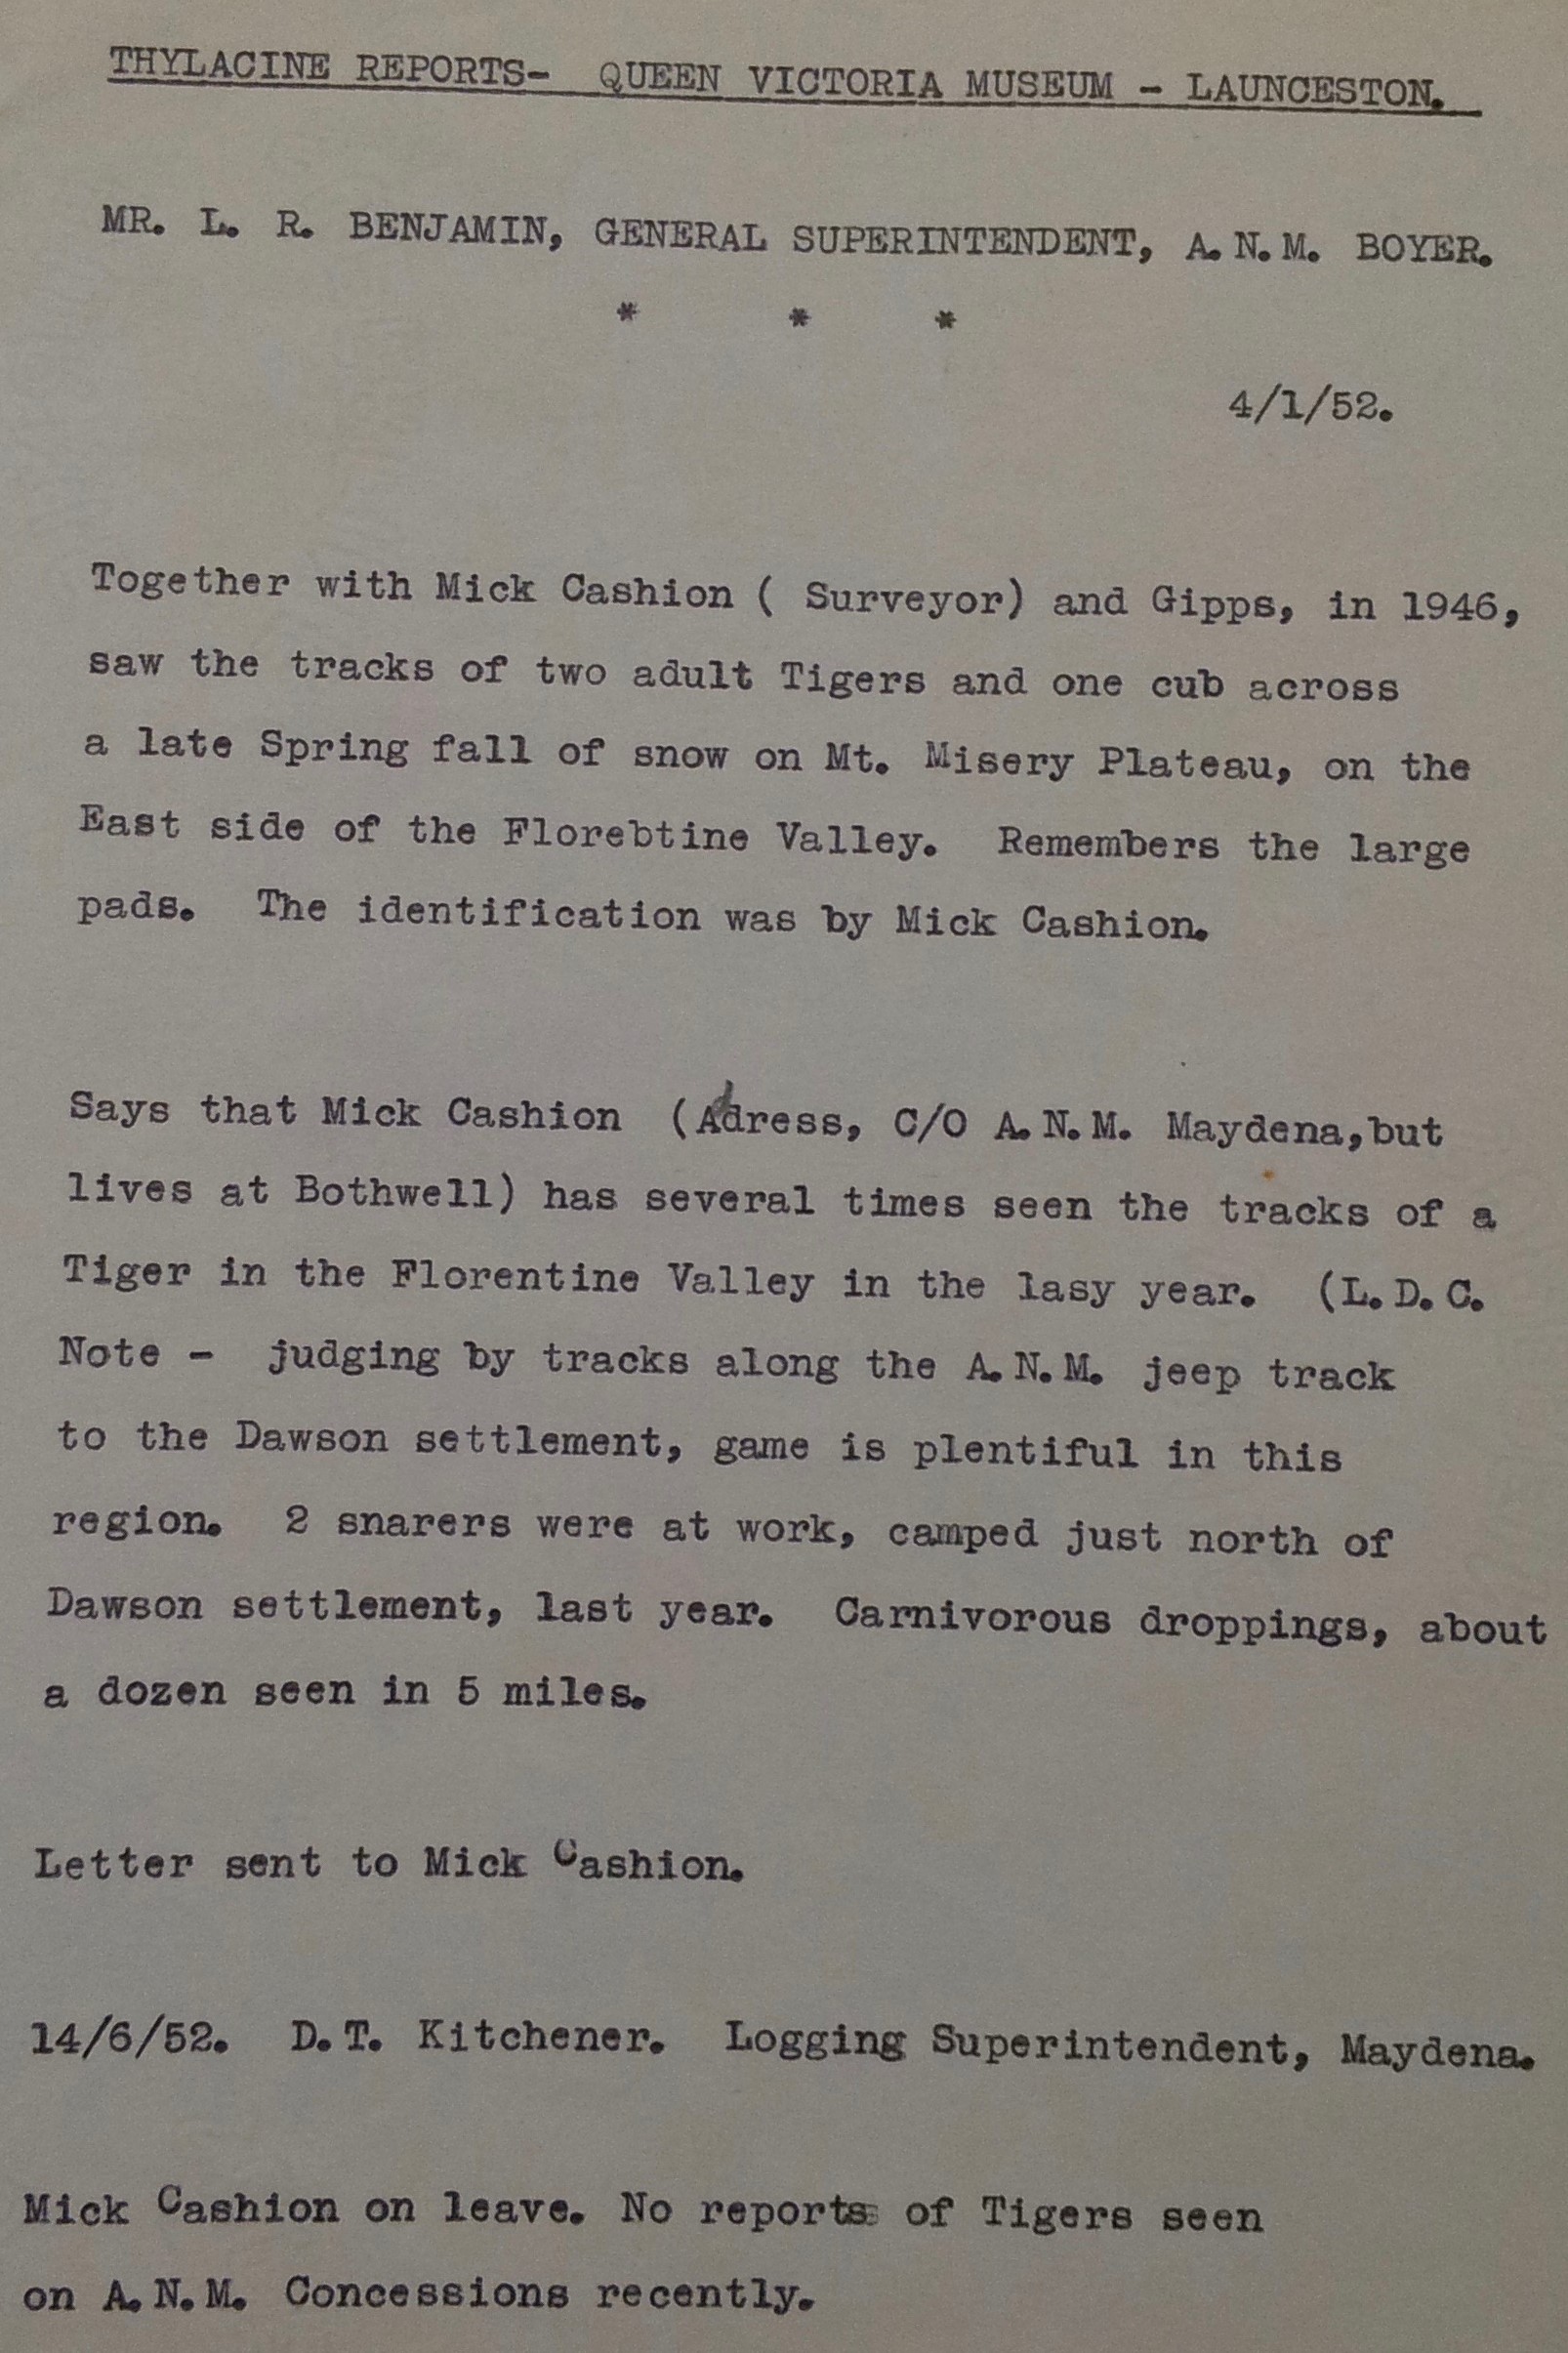 THYLACINE REPORTS- QUEEN VICTORIA MUSEUM - LAUNCESTON.
MR. L. R. BENJAMIN, GENERAL SUPERINTENDENT, A.N.M. BOYER.
* * *
4/1/52.
Together with Mick Cashion ( Surveyor) and Gipps, in 1946,
saw the tracks of two adult Tigers and one cub across
a late Spring fall of snow on Mt. Misery Plateau, on the
East side of the Florebtine Valley. Remembers the large
pads. The identification was by Mick Cashion.
Says that Mick Cashion (Adress, C/O A.N.M. Maydena,but
lives at Bothwell) has several times seen the tracks of a
Tiger in the Florentine Valley in the lasy year. (L.D.C.
Note - judging by tracks along the A.N.M. jeep track
to the Dawson settlement, game is plentiful in this
region. 2 snarers were at work, camped just north of
Dawson settlement, last year. Carnivorous droppings, about
a dozen seen in 5 miles.
Letter sent to Mick Cashion.
14/6/52. D.T. Kitchener. Logging Superintendent, Maydena.
Mick Cashion on leave. No reports of Tigers seen
on A.N.M. Concessions recently.